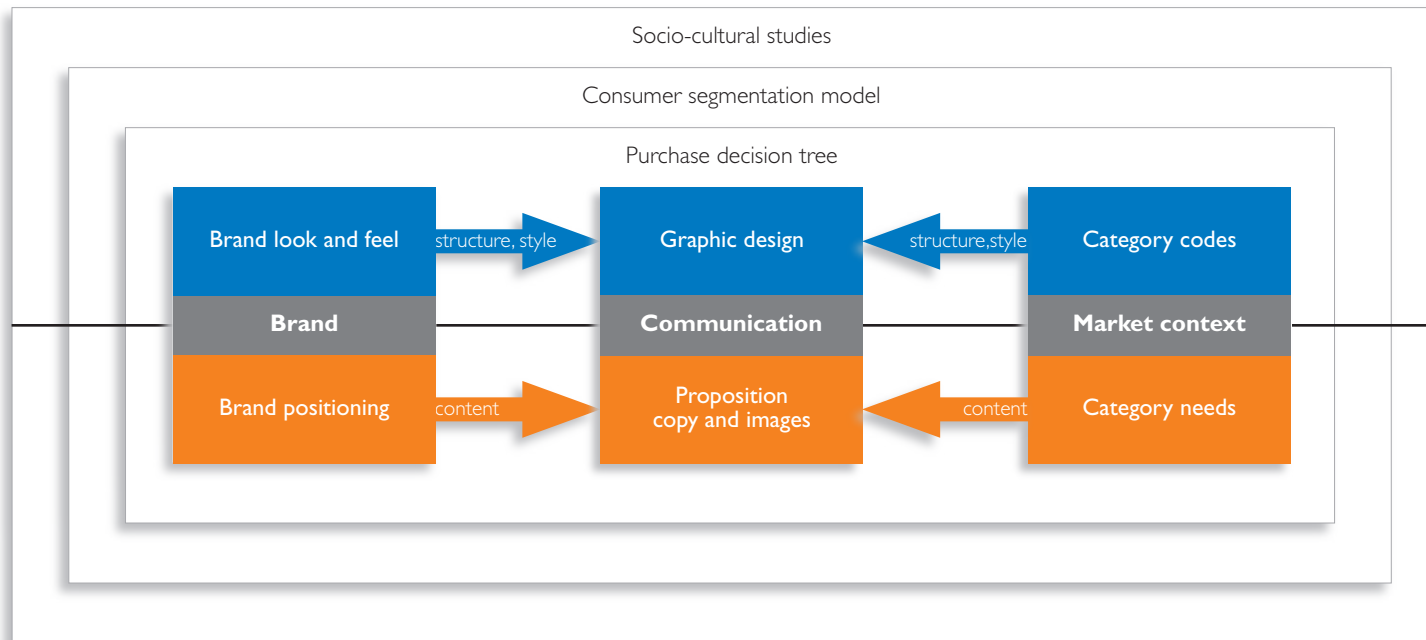 Socio-cultural studies
Consumer segmentation model
Purchase decision tree
Brand look and feel
structure, style
Graphic design
structure,style
Category codes
Brand
Communication
Market context
Brand positioning
content
Proposition
copy and images
content
Category needs